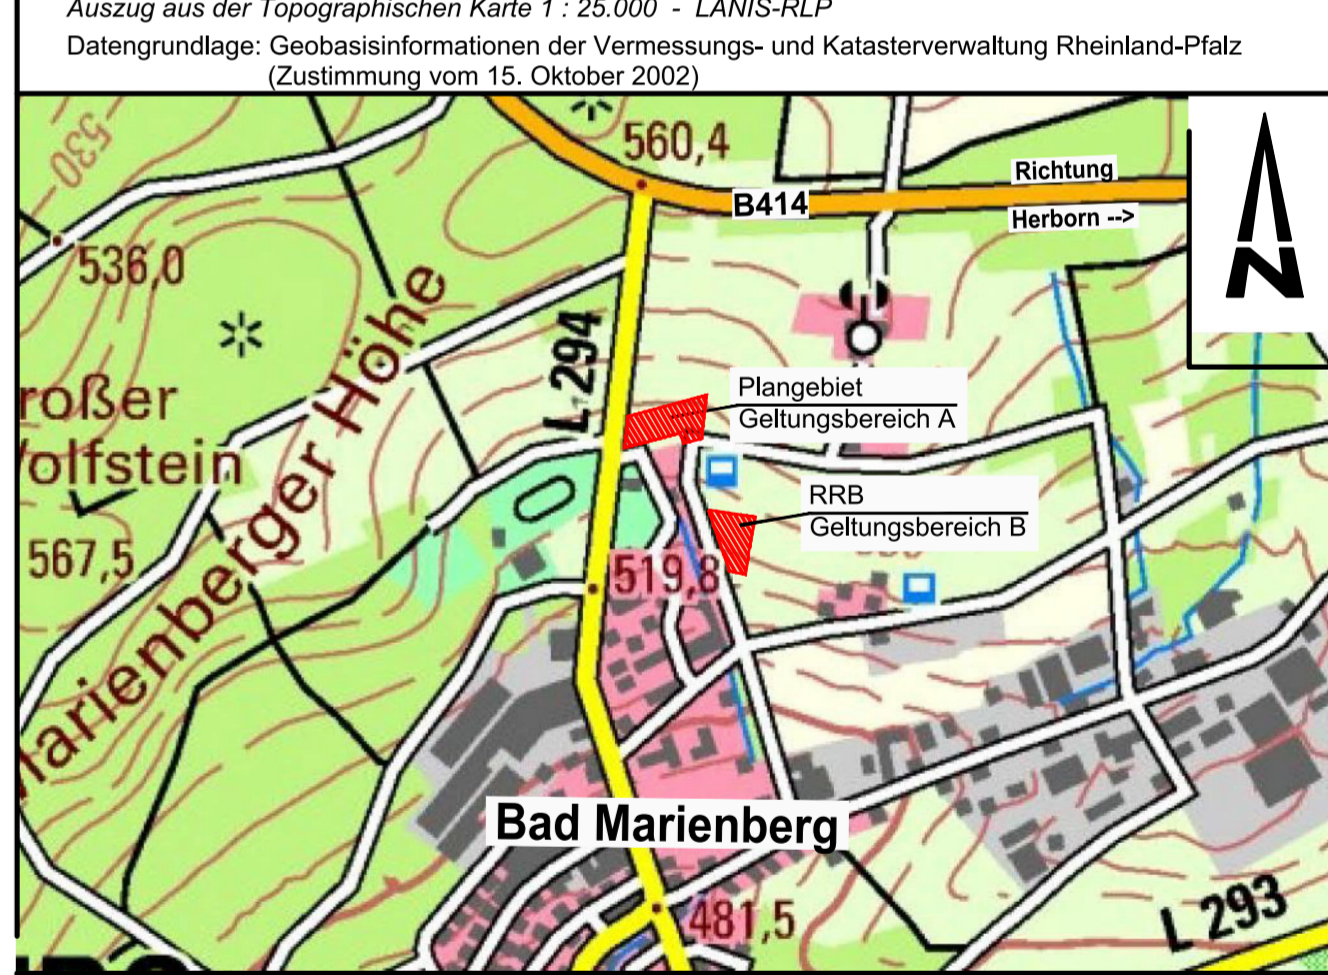 Auszug aus der Topographischen Karte 1 : 25.000 - LANIS-RLP
Datengrundlage: Geobasisinformationen der Vermessungs- und Katasterverwaltung Rheinland-Pfalz
(Zustimmung vom 15. Oktober 2002)
530
560,4
Richtung
B414
Herborn -->
536,0
N
L 294
Marienberger Höhe
roßer
olfstein
567,5
Plangebiet
Geltungsbereich A
RRB
Geltungsbereich B
519,8
Bad Marienberg
481,5
L 293